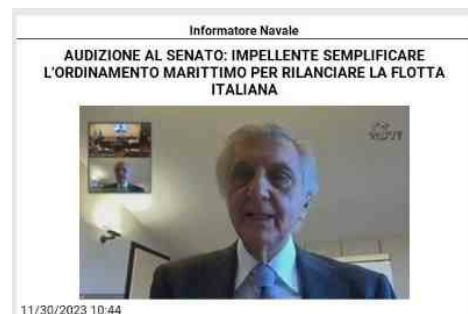 Informatore Navale
AUDIZIONE AL SENATO: IMPELLENTE SEMPLIFICARE
L'ORDINAMENTO MARITTIMO PER RILANCIARE LA FLOTTA
ITALIANA
11/30/2023 10:44